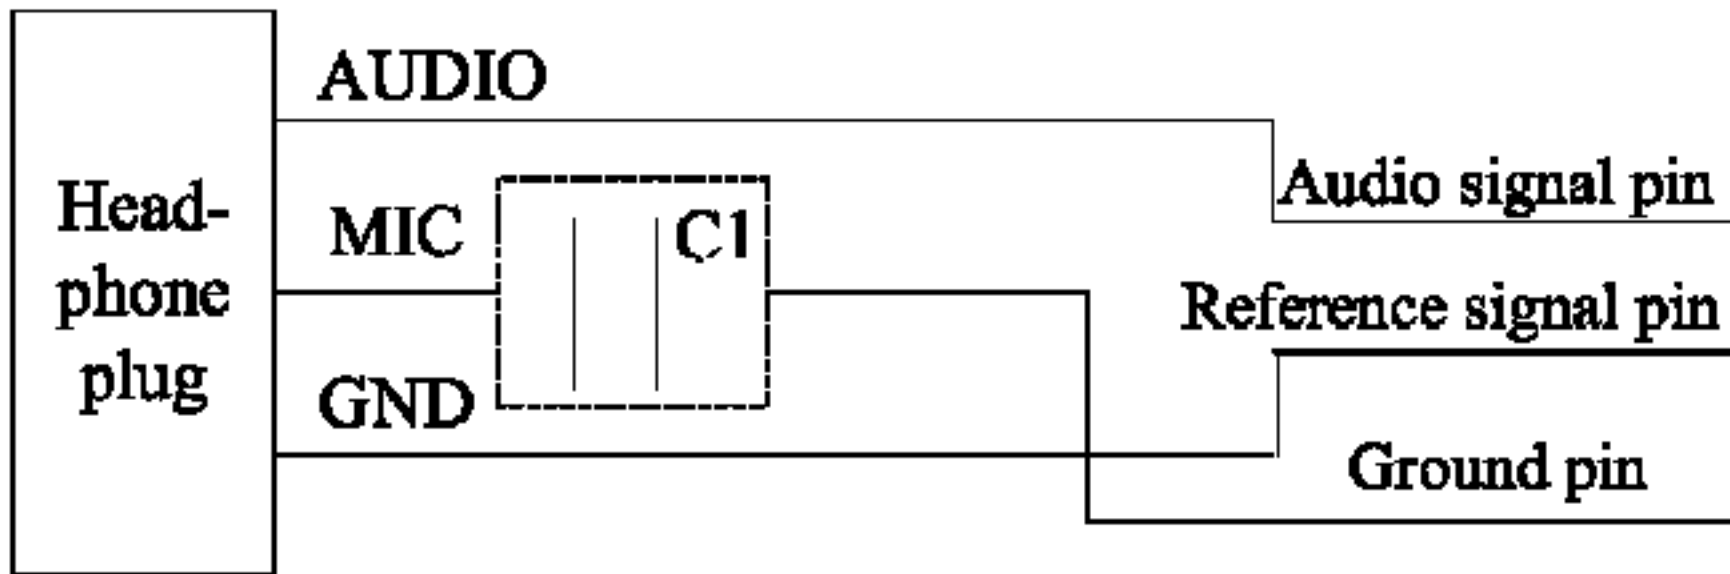 AUDIO
Audio signal pin
Head-
phone
plug
MIC
C1
Reference signal pin
GND
Ground pin